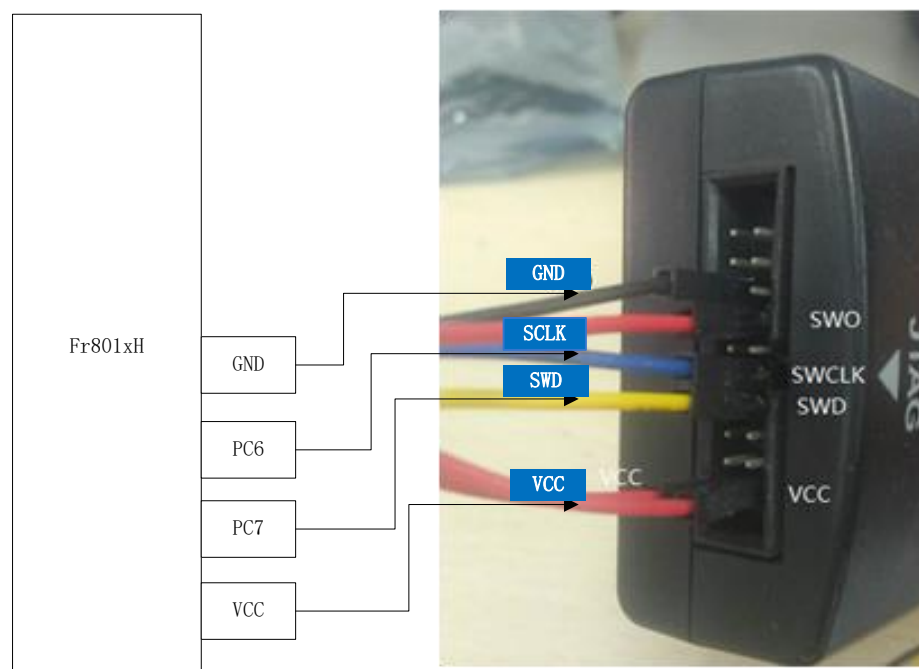 Fr801xH
GND
PC6
PC7
VCC
GND
SCLK
SWD
VCC
VCC
SWO
SWCLK
SWD
VCC
JTAG